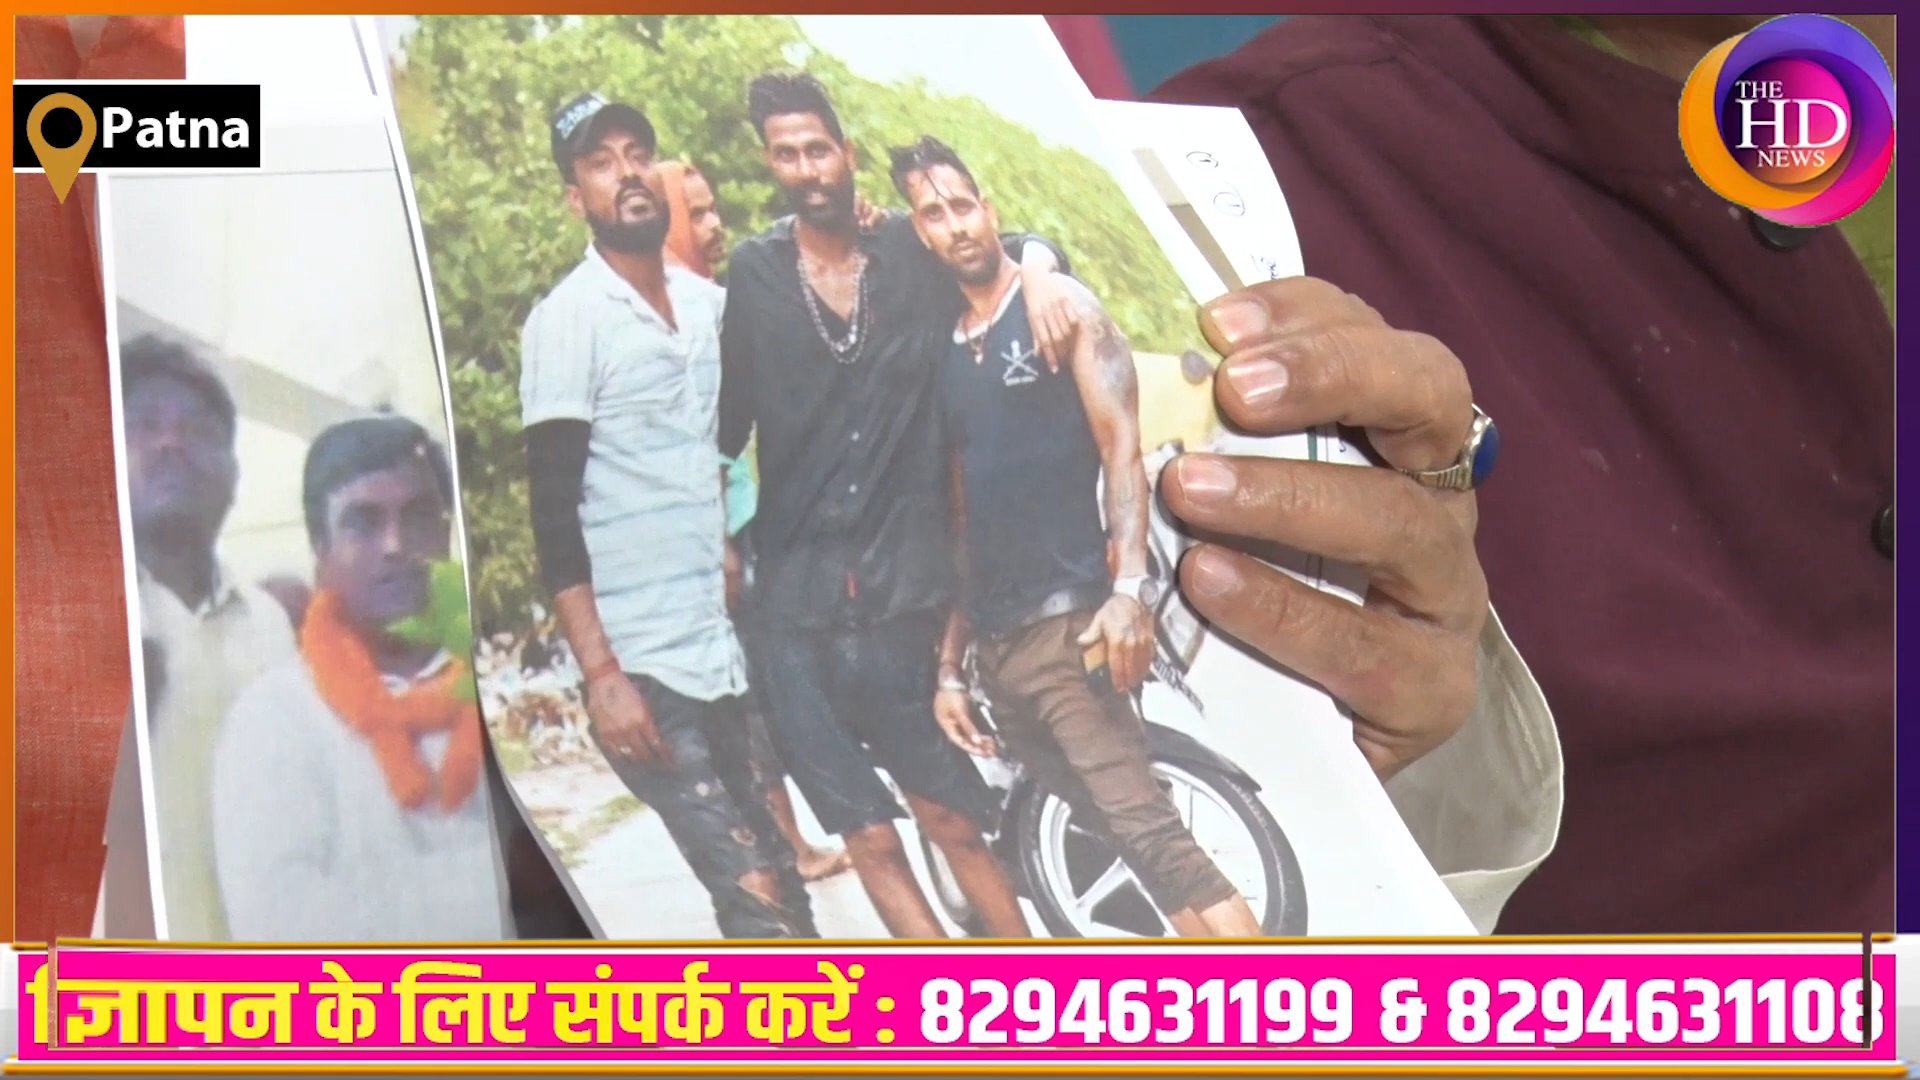 Patna
THE
HD
NEWS
विज्ञापन के लिए संपर्क करें : 8294631199 & 8294631108